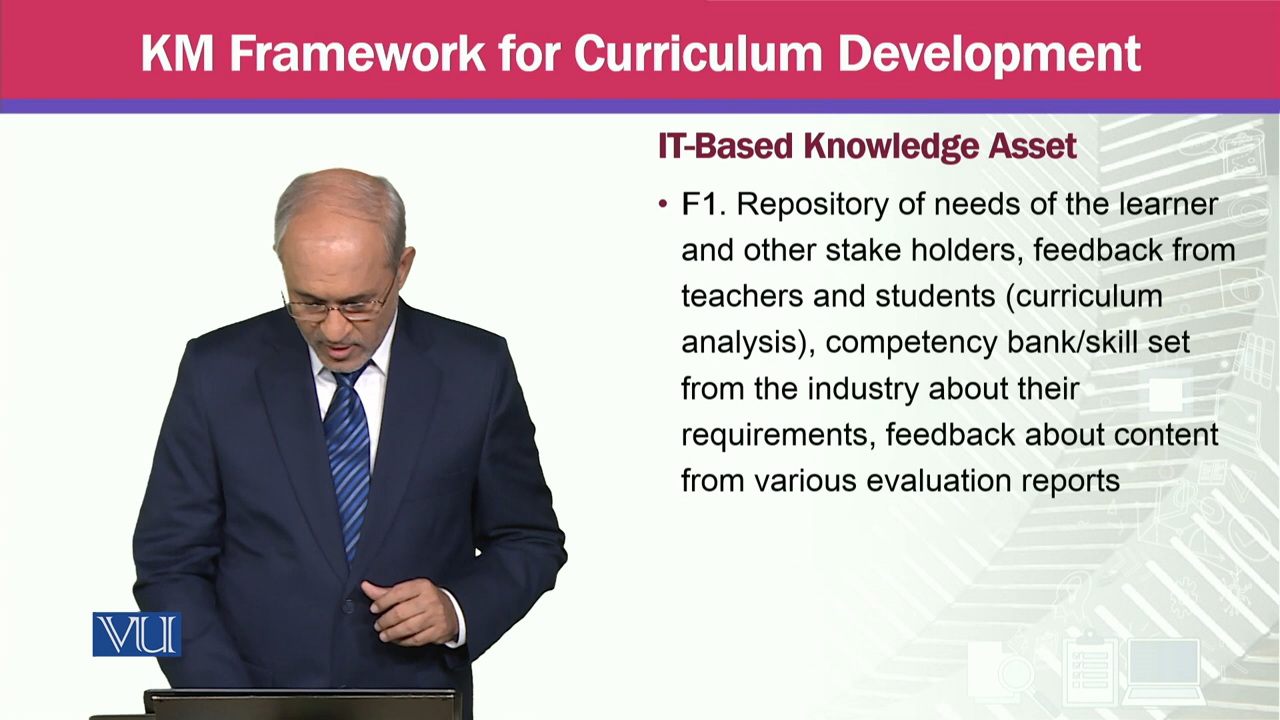 KM Framework for Curriculum Development
IT-Based Knowledge Asset
• F1. Repository of needs of the learner
and other stake holders, feedback from
teachers and students (curriculum
analysis), competency bank/skill set
from the industry about their
requirements, feedback about content
from various evaluation reports
VU